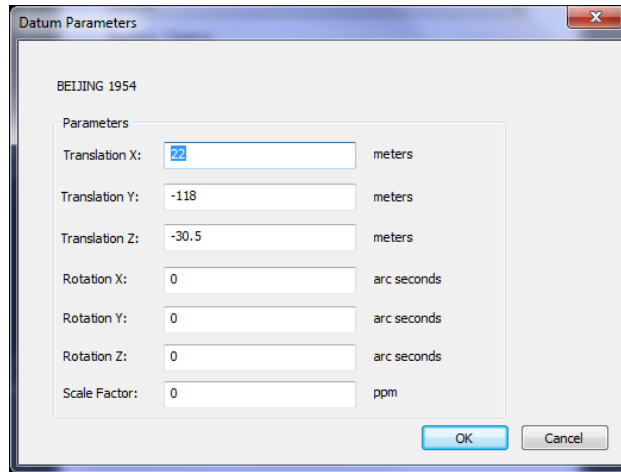 Datum Parameters
BEIJING 1954
Parameters
Translation X: 22 meters
Translation Y: -118 meters
Translation Z: -30.5 meters
Rotation X: 0 arc seconds
Rotation Y: 0 arc seconds
Rotation Z: 0 arc seconds
Scale Factor: 0 ppm
OK Cancel